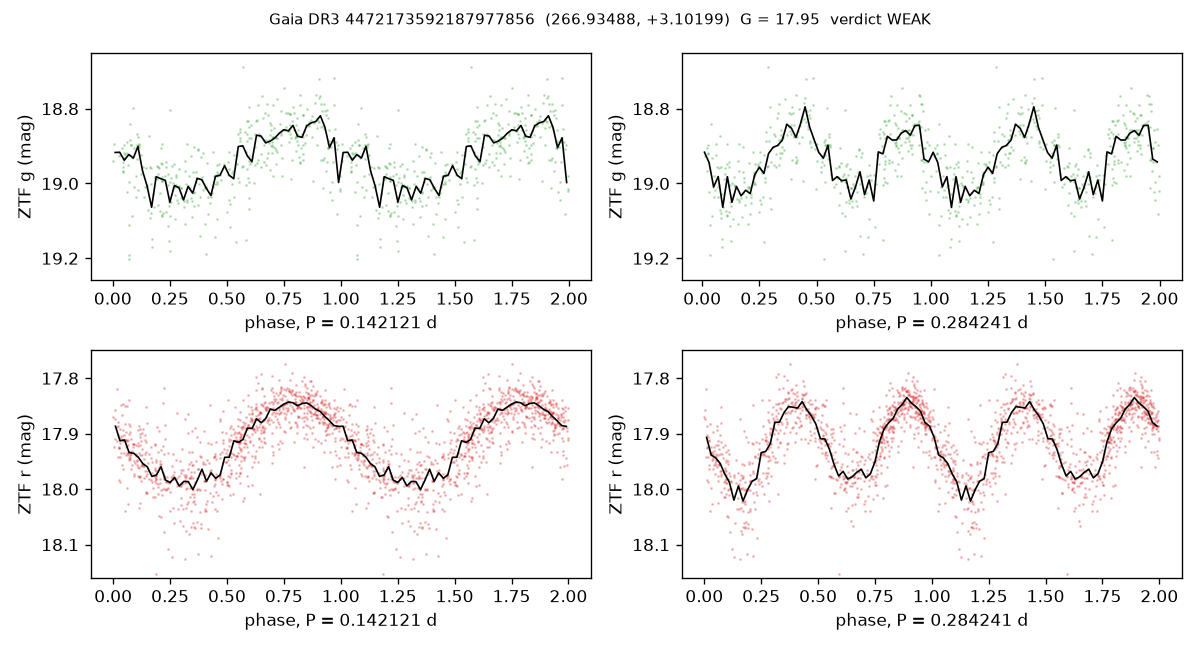 Gaia DR3 4472173592187977856  (266.93488, +3.10199)  G = 17.95  verdict WEAK
ZTF g (mag)
18.8
19.0
19.2
0.00 0.25 0.50 0.75 1.00 1.25 1.50 1.75 2.00
phase, P = 0.142121 d
ZTF g (mag)
18.8
19.0
19.2
0.00 0.25 0.50 0.75 1.00 1.25 1.50 1.75 2.00
phase, P = 0.284241 d
ZTF r (mag)
17.8
17.9
18.0
18.1
0.00 0.25 0.50 0.75 1.00 1.25 1.50 1.75 2.00
phase, P = 0.142121 d
ZTF r (mag)
17.8
17.9
18.0
18.1
0.00 0.25 0.50 0.75 1.00 1.25 1.50 1.75 2.00
phase, P = 0.284241 d